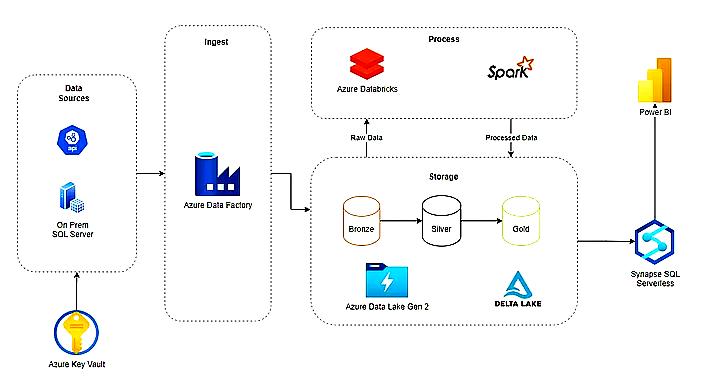 Data
Sources
api
On Prem
SQL Server
Azure Key Vault
Ingest
Azure Data Factory
Process
Azure Databricks
Spark
Raw Data
Processed Data
Storage
Bronze
Silver
Gold
Azure Data Lake Gen 2
DELTA LAKE
Power BI
Synapse SQL
Serverless